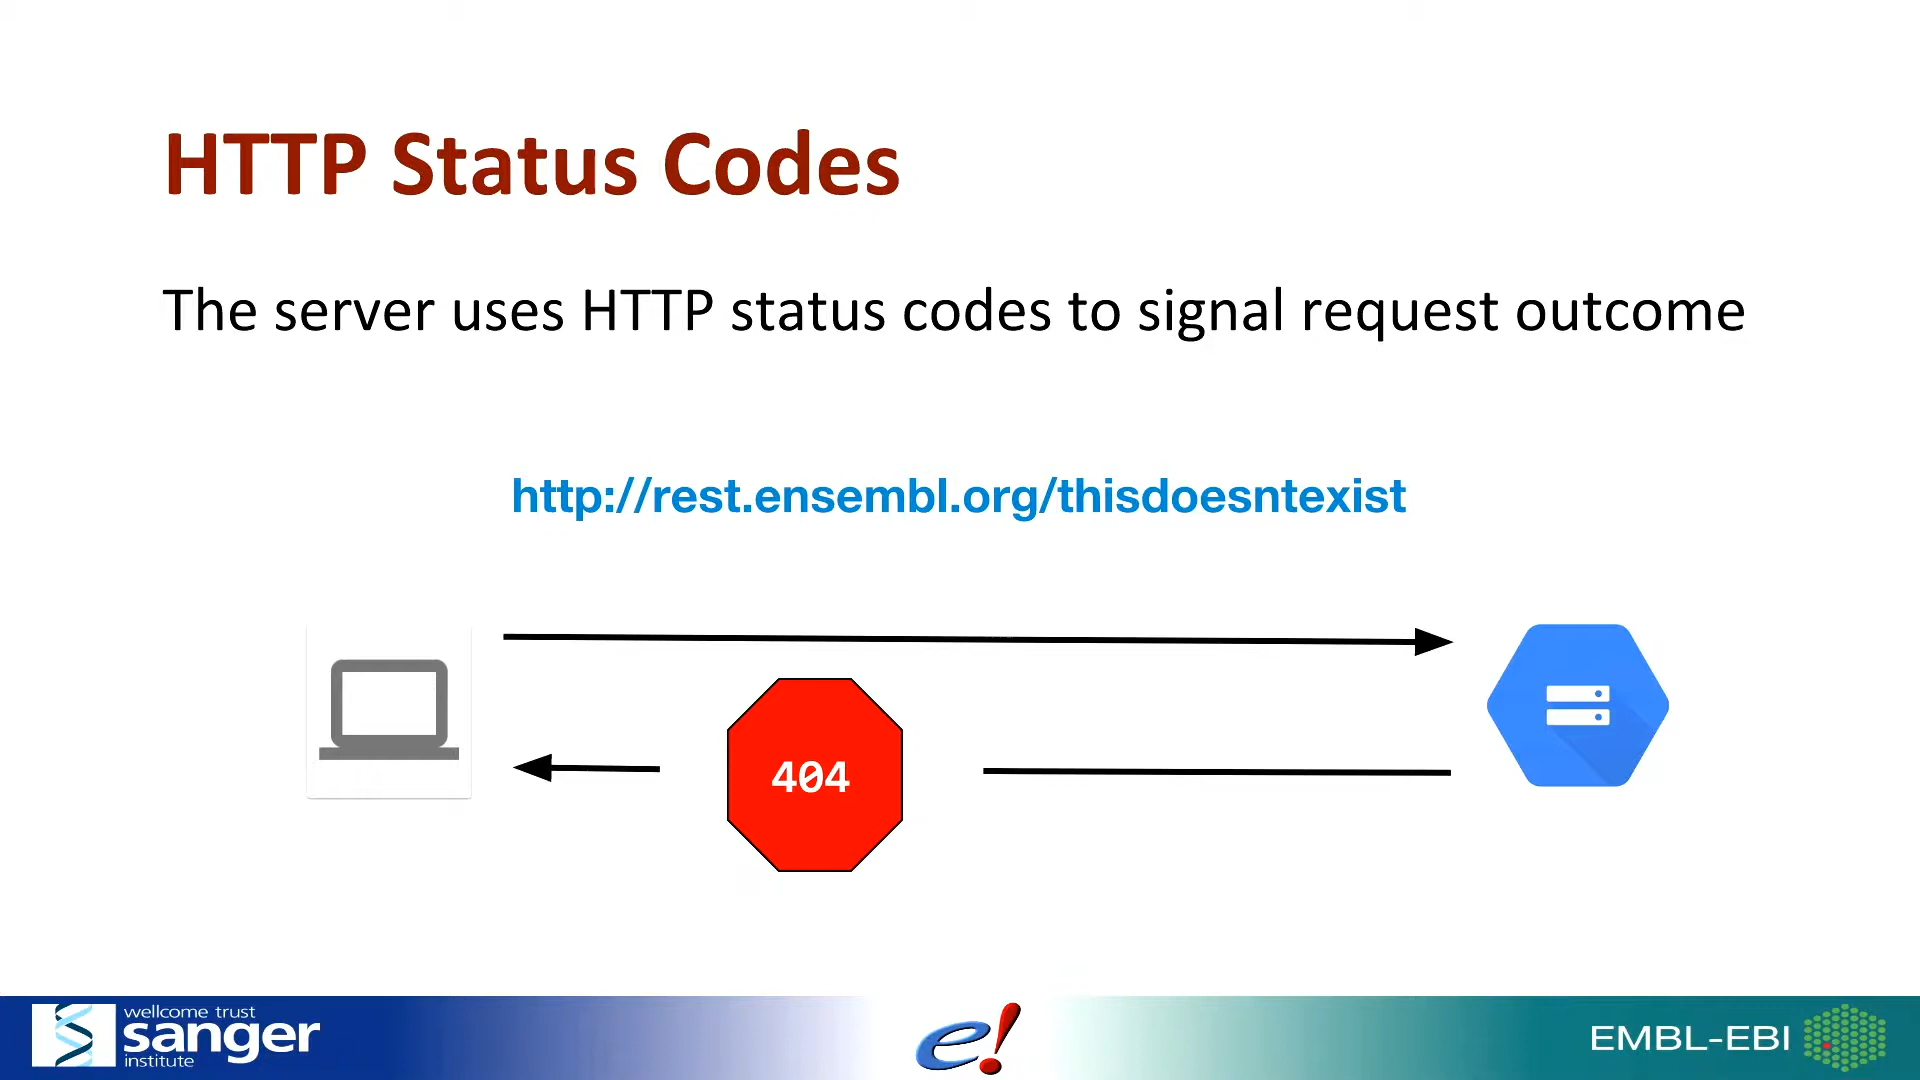 HTTP Status Codes
The server uses HTTP status codes to signal request outcome
http://rest.ensembl.org/thisdoesntexist
404
wellcome trust
sanger
institute
e!
EMBL-EBI